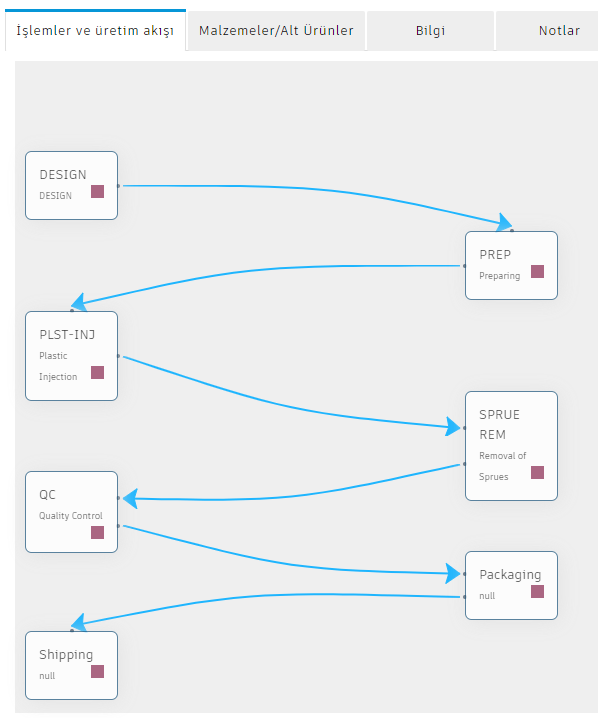 İşlemler ve üretim akışı
Malzemeler/Alt Ürünler
Bilgi
Notlar
DESIGN
DESIGN
PREP
Preparing
PLST-INJ
Plastic
Injection
SPRUE
REM
Removal of
Sprues
QC
Quality Control
Packaging
null
Shipping
null